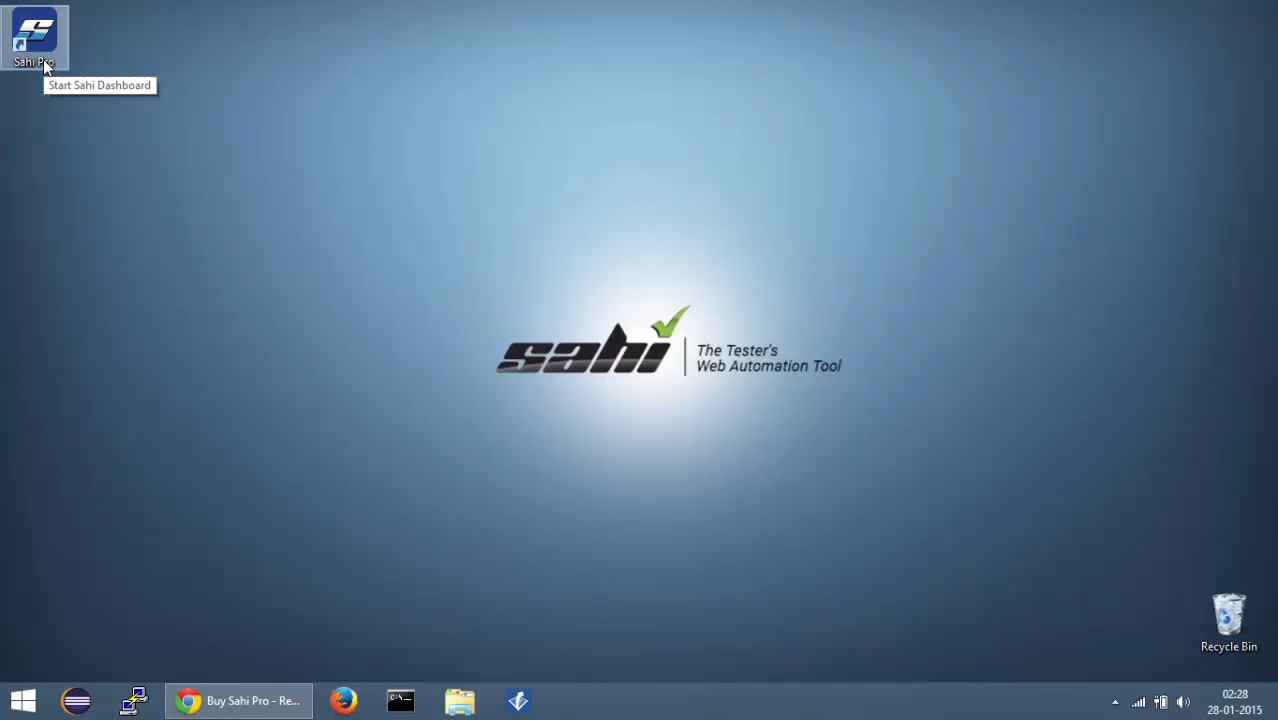 Sahi Pro
Start Sahi Dashboard
sahi
The Tester's
Web Automation Tool
Recycle Bin
Buy Sahi Pro - Re...
02:28
28-01-2015